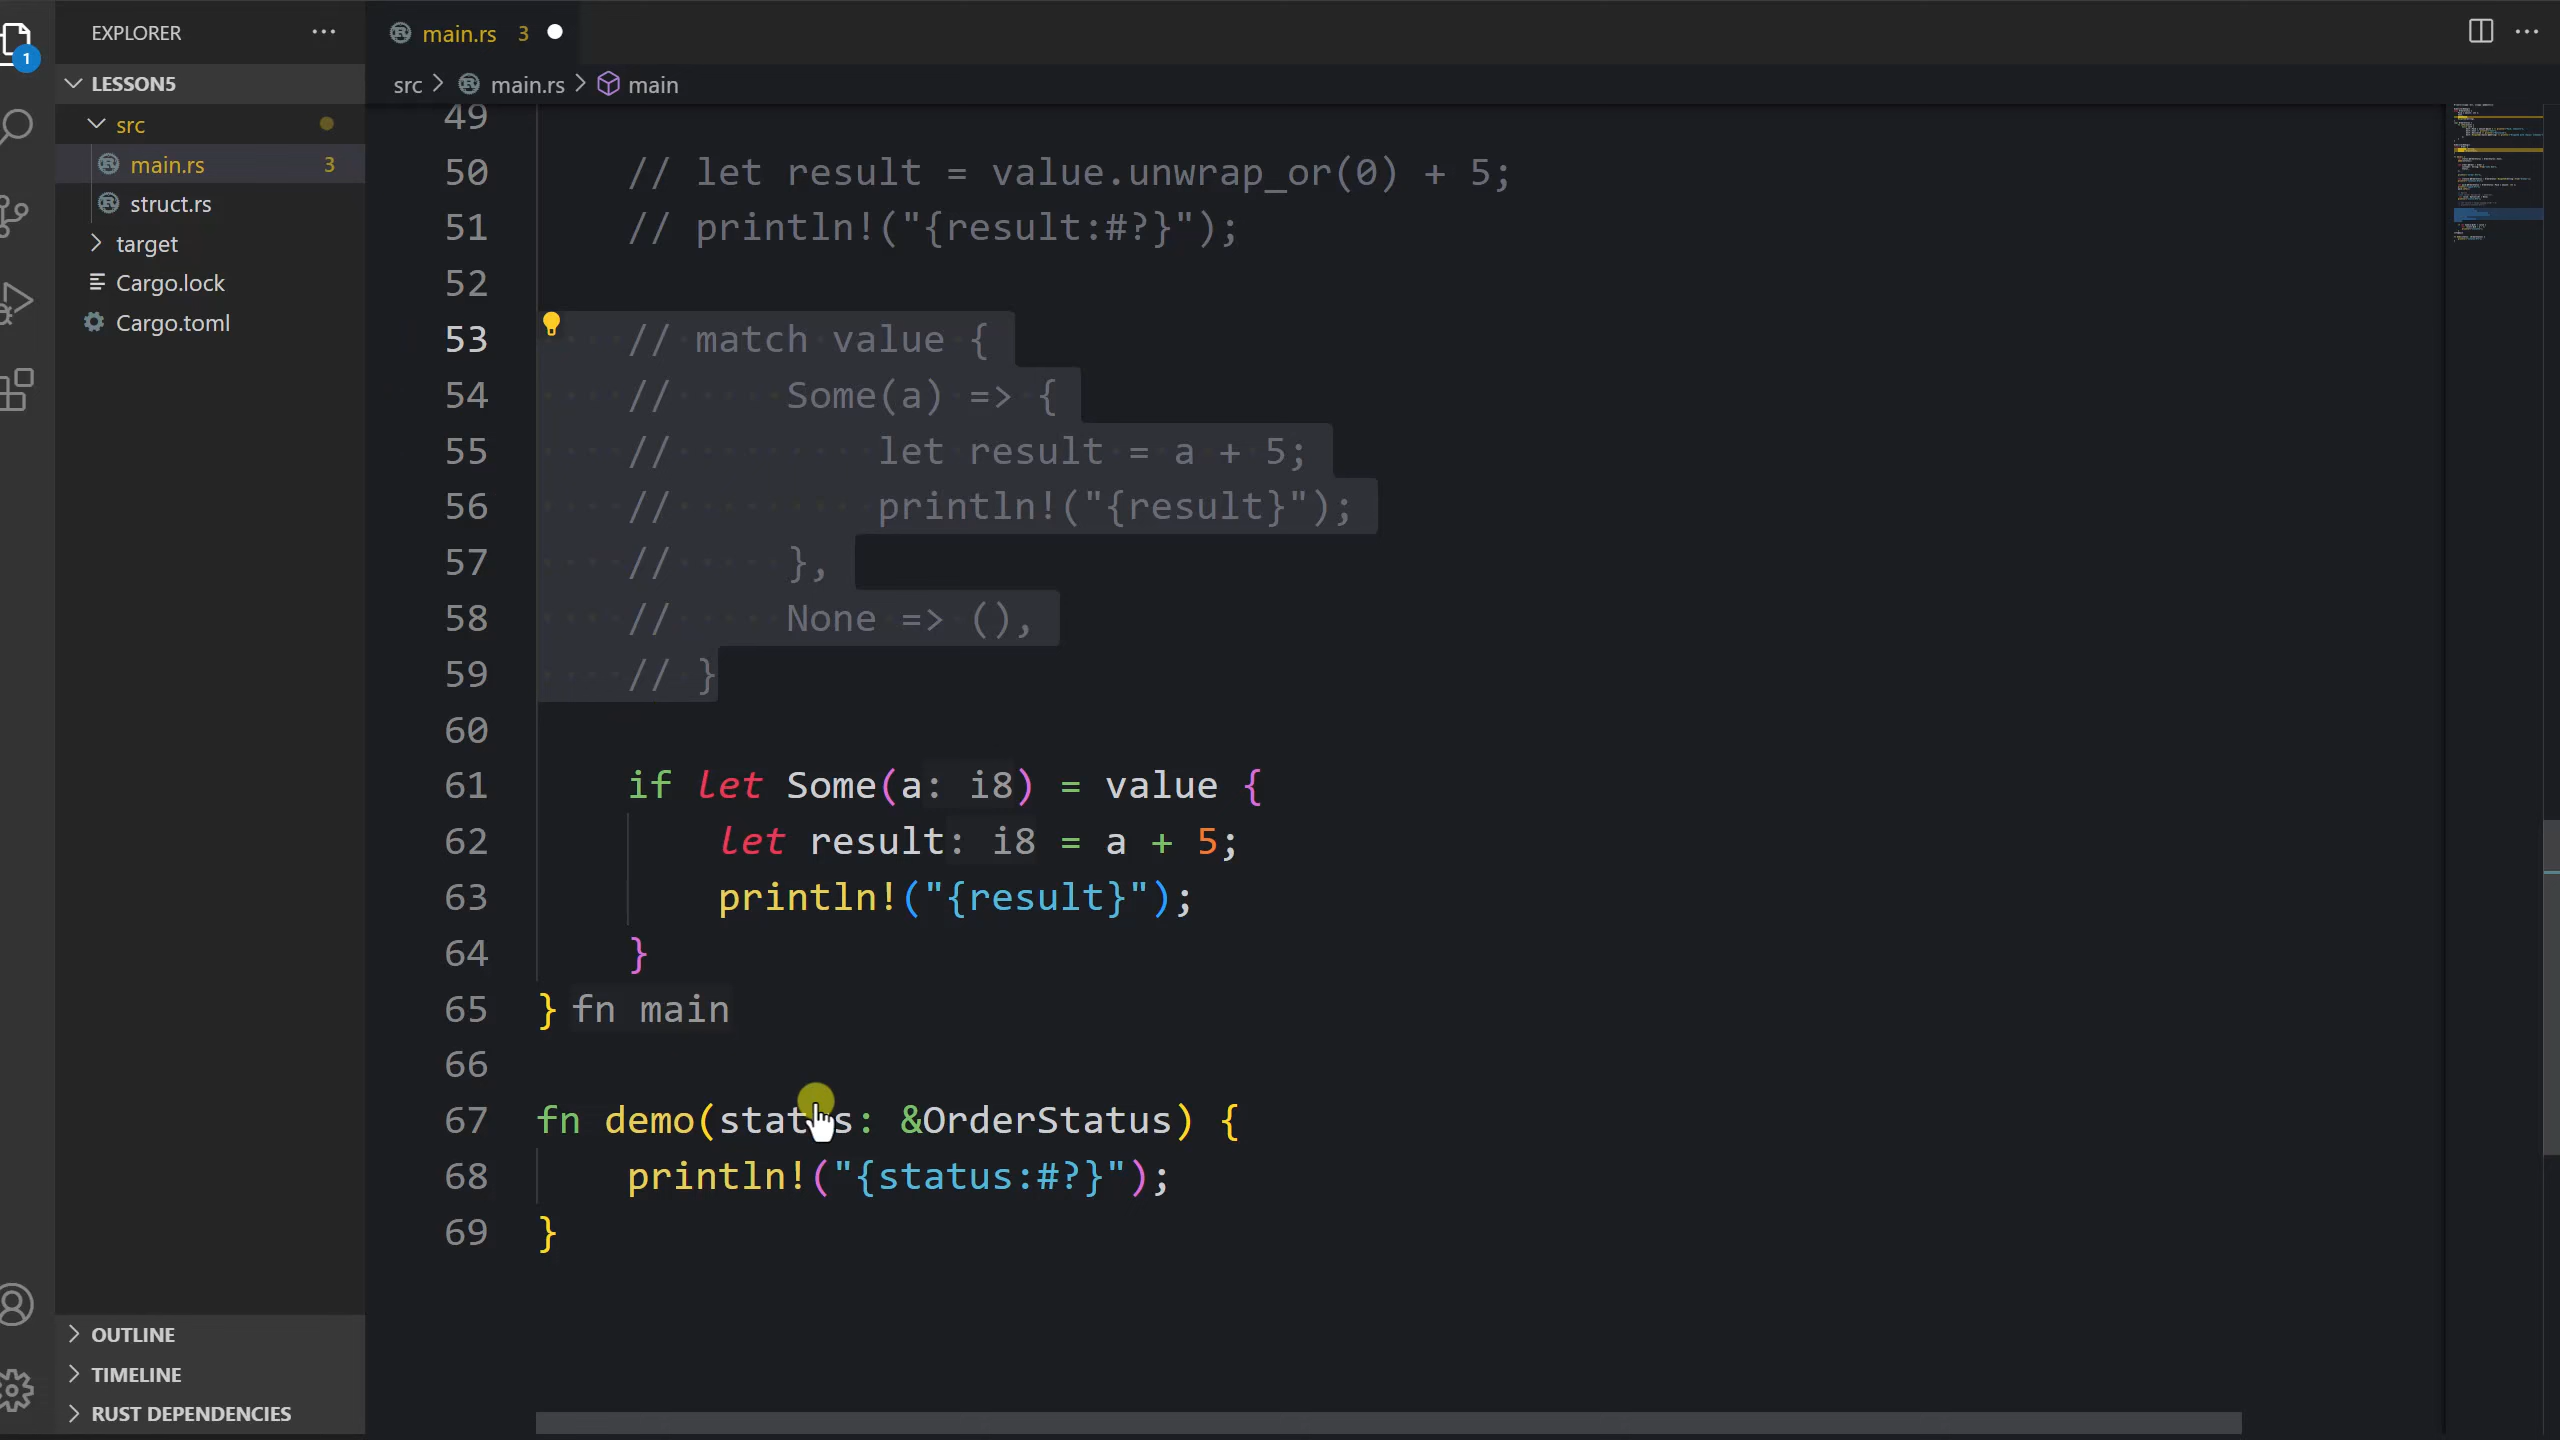 EXPLORER
LESSON5
src
main.rs 3
struct.rs
target
Cargo.lock
Cargo.toml
OUTLINE
TIMELINE
RUST DEPENDENCIES
1
main.rs 3
src > main.rs > main
49
50 // let result = value.unwrap_or(0) + 5;
51 // println!("{result:#?}");
52
53 // match value {
54 //     Some(a) => {
55 //         let result = a + 5;
56 //         println!("{result}");
57 //     },
58 //     None => (),
59 // }
60
61     if let Some(a: i8) = value {
62         let result: i8 = a + 5;
63         println!("{result}");
64     }
65 } fn main
66
67 fn demo(status: &OrderStatus) {
68     println!("{status:#?}");
69 }